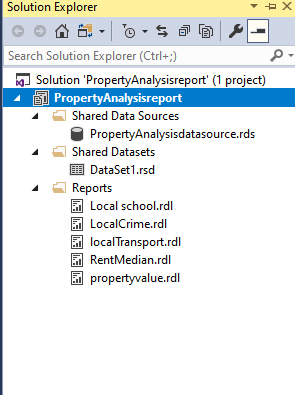 Solution Explorer
Search Solution Explorer (Ctrl+;)
Solution 'PropertyAnalysisreport' (1 project)
PropertyAnalysisreport
Shared Data Sources
PropertyAnalysisdatasource.rds
Shared Datasets
DataSet1.rsd
Reports
Local school.rdl
LocalCrime.rdl
localTransport.rdl
RentMedian.rdl
propertyvalue.rdl